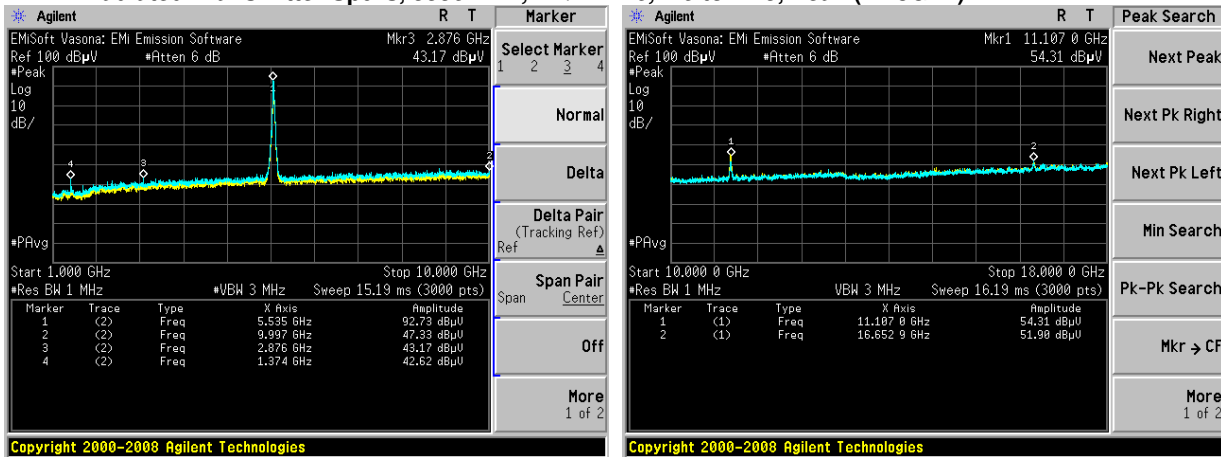 Agilent R T Marker
EMiSoft Vasona: EMi Emission Software Mkr3 2.876 GHz
Ref 100 dBµV #Atten 6 dB 43.17 dBµV
#Peak
Log
10
dB/
4 3 1 2
#PAvg
Start 1.000 GHz Stop 10.000 GHz
#Res BW 1 MHz #VBW 3 MHz Sweep 15.19 ms (3000 pts)
Marker Trace Type X Axis Amplitude
1 (2) Freq 5.535 GHz 92.73 dBµV
2 (2) Freq 9.997 GHz 47.33 dBµV
3 (2) Freq 2.876 GHz 43.17 dBµV
4 (2) Freq 1.374 GHz 42.62 dBµV
Copyright 2000-2008 Agilent Technologies
Select Marker
1 2 3 4
Normal
Delta
Delta Pair
(Tracking Ref)
Ref Δ
Span Pair
Span Center
Off
More
1 of 2
Agilent R T Peak Search
EMiSoft Vasona: EMi Emission Software Mkr1 11.107 0 GHz
Ref 100 dBµV #Atten 6 dB 54.31 dBµV
#Peak
Log
10
dB/
1 2
#PAvg
Start 10.000 0 GHz Stop 18.000 0 GHz
#Res BW 1 MHz VBW 3 MHz Sweep 16.19 ms (3000 pts)
Marker Trace Type X Axis Amplitude
1 (1) Freq 11.107 0 GHz 54.31 dBµV
2 (1) Freq 16.652 9 GHz 51.90 dBµV
Copyright 2000-2008 Agilent Technologies
Next Peak
Next Pk Right
Next Pk Left
Min Search
Pk-Pk Search
Mkr → CF
More
1 of 2